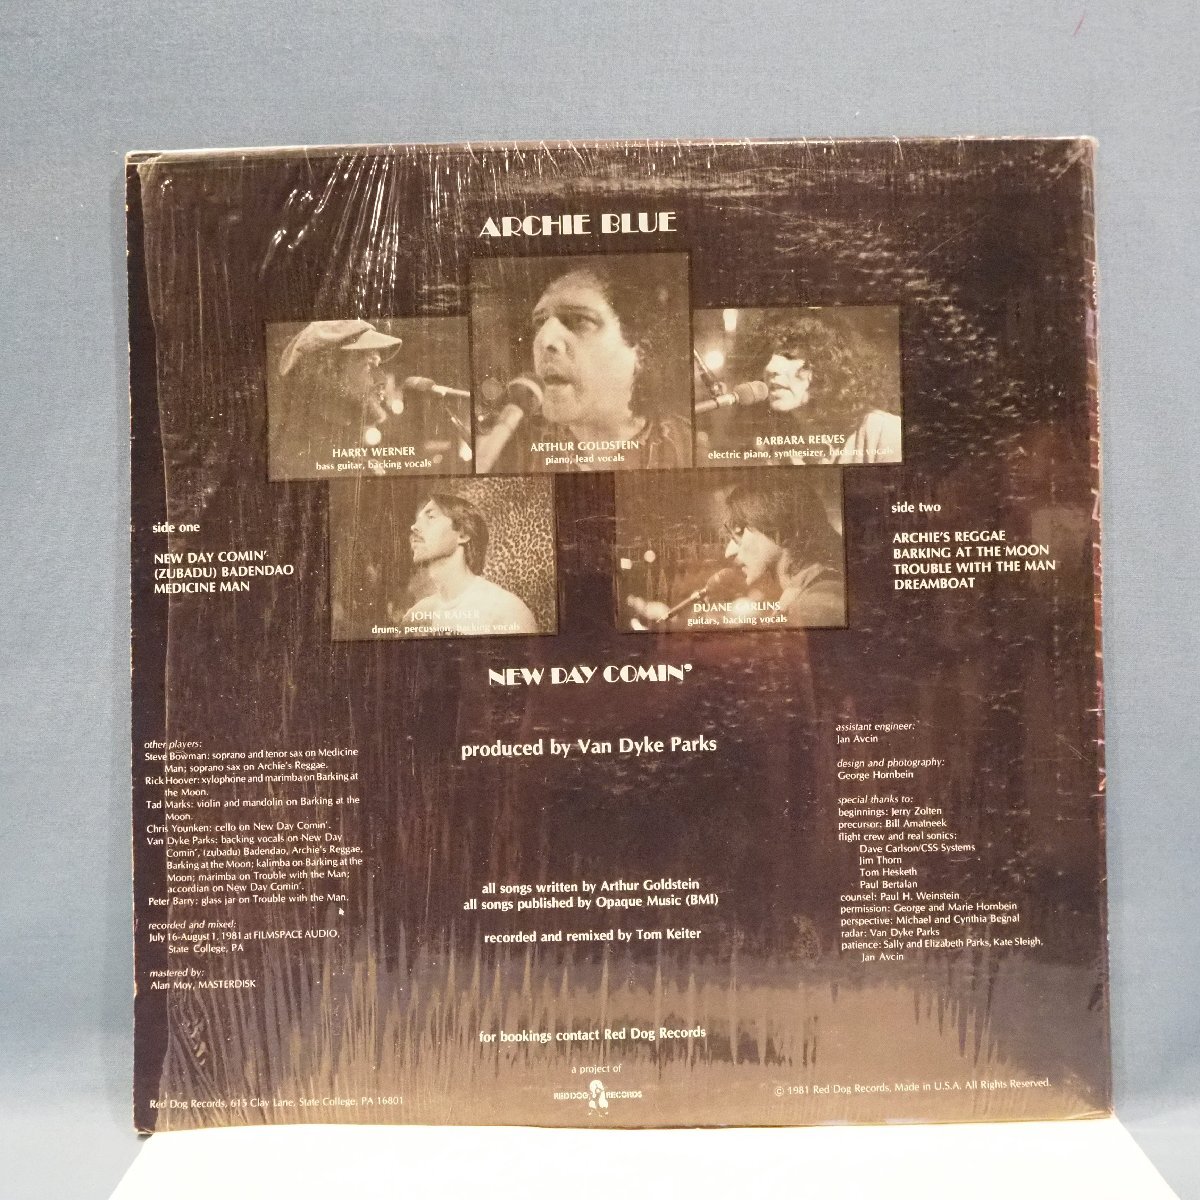 ARCHIE BLUE
HARRY WERNER
bass guitar, backing vocals
ARTHUR GOLDSTEIN
piano, lead vocals
BARBARA REEVES
electric piano, synthesizer, backing vocals
JOHN RAISER
drums, percussion, backing vocals
DUANE CARLINS
guitars, backing vocals
side one
NEW DAY COMIN'
(ZUBADU) BADENDAO
MEDICINE MAN
side two
ARCHIE'S REGGAE
BARKING AT THE MOON
TROUBLE WITH THE MAN
DREAMBOAT
NEW DAY COMIN'
produced by Van Dyke Parks
other players:
Steve Bowman: soprano and tenor sax on Medicine
Man; soprano sax on Archie's Reggae.
Rick Hoover: xylophone and marimba on Barking at
the Moon.
Tad Marks: violin and mandolin on Barking at the
Moon.
Chris Younken: cello on New Day Comin'.
Van Dyke Parks: backing vocals on New Day
Comin', (zubadu) Badendao, Archie's Reggae,
Barking at the Moon; kalimba on Barking at the
Moon; marimba on Trouble with the Man;
accordian on New Day Comin'.
Peter Barry: glass jar on Trouble with the Man.
recorded and mixed:
July 16-August 1, 1981 at FILMSPACE AUDIO,
State College, PA
mastered by:
Alan Moy, MASTERDISK
all songs written by Arthur Goldstein
all songs published by Opaque Music (BMI)
recorded and remixed by Tom Keiter
for bookings contact Red Dog Records
a project of
RED DOG RECORDS
assistant engineer:
Jan Avcin
design and photography:
George Hornbein
special thanks to:
beginnings: Jerry Zolten
precursor: Bill Amatneek
flight crew and real sonics:
Dave Carlson/CSS Systems
Jim Thorn
Tom Hesketh
Paul Bertalan
counsel: Paul H. Weinstein
permission: George and Marie Hornbein
perspective: Michael and Cynthia Begnal
radar: Van Dyke Parks
patience: Sally and Elizabeth Parks, Kate Sleigh,
Jan Avcin
Red Dog Records, 615 Clay Lane, State College, PA 16801
© 1981 Red Dog Records, Made in U.S.A. All Rights Reserved.